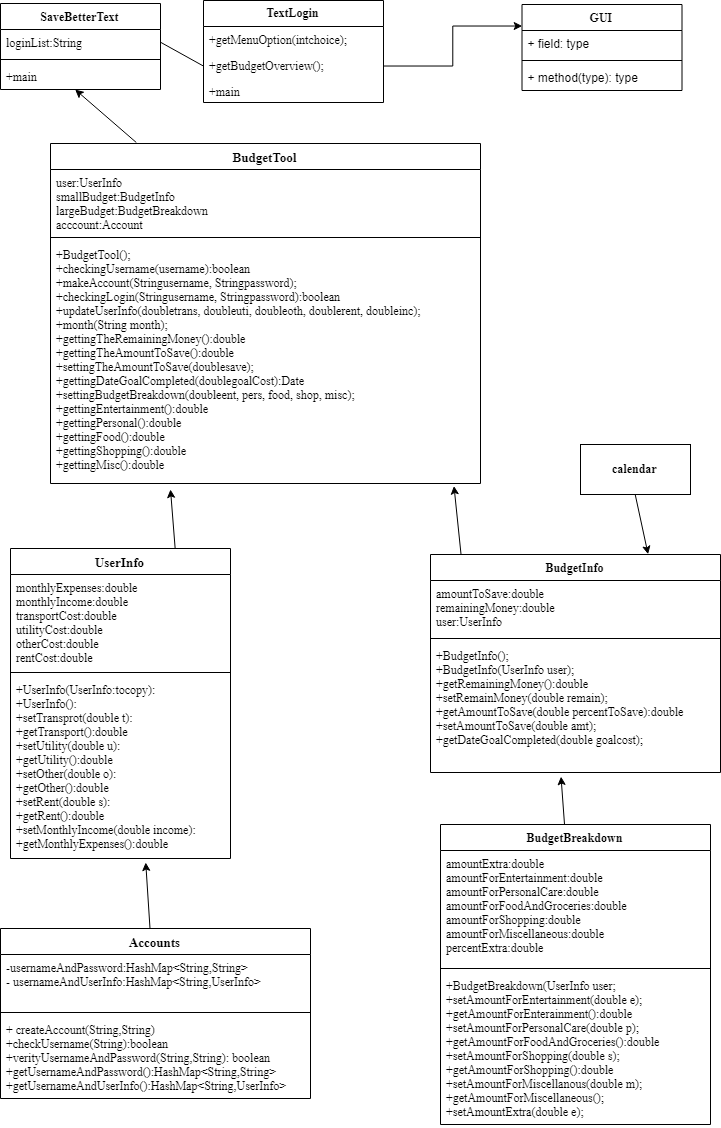 SaveBetterText
loginList:String
+main
TextLogin
+getMenuOption(intchoice);
+getBudgetOverview();
+main
GUI
+ field: type
+ method(type): type
BudgetTool
user:UserInfo
smallBudget:BudgetInfo
largeBudget:BudgetBreakdown
acccount:Account
+BudgetTool();
+checkingUsername(username):boolean
+makeAccount(Stringusername, Stringpassword);
+checkingLogin(Stringusername, Stringpassword):boolean
+updateUserInfo(doubletrans, doubleuti, doubleoth, doublerent, doubleinc);
+month(String month);
+gettingTheRemainingMoney():double
+gettingTheAmountToSave():double
+settingTheAmountToSave(doublesave);
+gettingDateGoalCompleted(doublegoalCost):Date
+settingBudgetBreakdown(doubleent, pers, food, shop, misc);
+gettingEntertainment():double
+gettingPersonal():double
+gettingFood():double
+gettingShopping():double
+gettingMisc():double
calendar
UserInfo
monthlyExpenses:double
monthlyIncome:double
transportCost:double
utilityCost:double
otherCost:double
rentCost:double
+UserInfo(UserInfo:tocopy):
+UserInfo():
+setTransprot(double t):
+getTransport():double
+setUtility(double u):
+getUtility():double
+setOther(double o):
+getOther():double
+setRent(double s):
+getRent():double
+setMonthlyIncome(double income):
+getMonthlyExpenses():double
BudgetInfo
amountToSave:double
remainingMoney:double
user:UserInfo
+BudgetInfo();
+BudgetInfo(UserInfo user);
+getRemainingMoney():double
+setRemainMoney(double remain);
+getAmountToSave(double percentToSave):double
+setAmountToSave(double amt);
+getDateGoalCompleted(double goalcost);
Accounts
-usernameAndPassword:HashMap<String,String>
- usernameAndUserInfo:HashMap<String,UserInfo>
+ createAccount(String,String)
+checkUsername(String):boolean
+verityUsernameAndPassword(String,String): boolean
+getUsernameAndPassword():HashMap<String,String>
+getUsernameAndUserInfo():HashMap<String,UserInfo>
BudgetBreakdown
amountExtra:double
amountForEntertainment:double
amountForPersonalCare:double
amountForFoodAndGroceries:double
amountForShopping:double
amountForMiscellaneous:double
percentExtra:double
+BudgetBreakdown(UserInfo user;
+setAmountForEntertainment(double e);
+getAmountForEnterainment():double
+setAmountForPersonalCare(double p);
+getAmountForFoodAndGroceries():double
+setAmountForShopping(double s);
+getAmountForShopping():double
+setAmountForMiscellanous(double m);
+getAmountForMiscellaneous();
+setAmountExtra(double e);